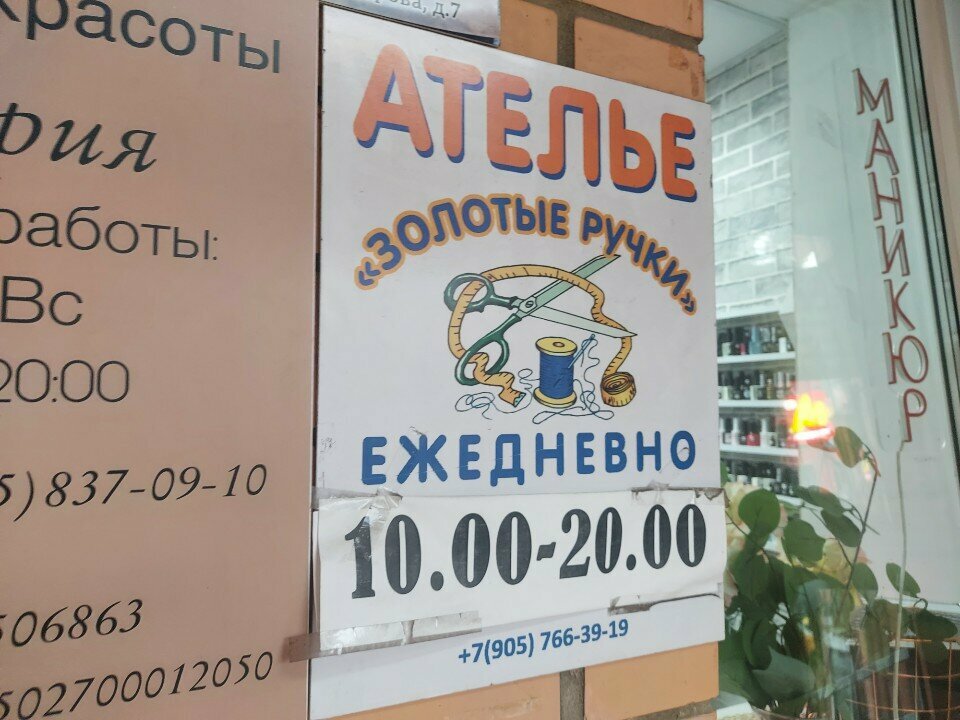 красоты
фия
работы:
Вс
20:00
5) 837-09-10
506863
502700012050
д.7
АТЕЛЬЕ
«ЗОЛОТЫЕ РУЧКИ»
ЕЖЕДНЕВНО
10.00-20.00
+7(905) 766-39-19
МАНИКЮР